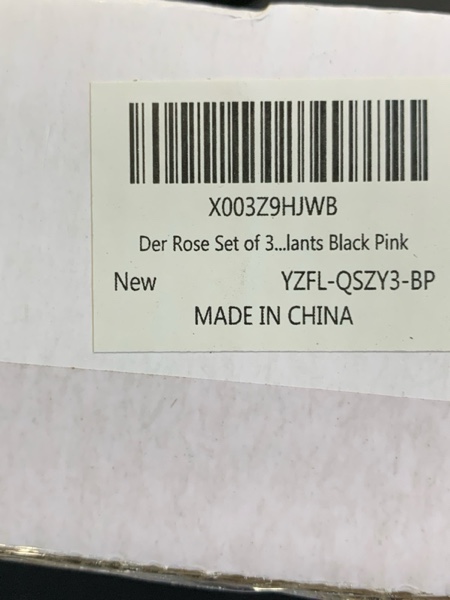 X003Z9HJWB
Der Rose Set of 3...lants Black Pink
New YZFL-QSZY3-BP
MADE IN CHINA